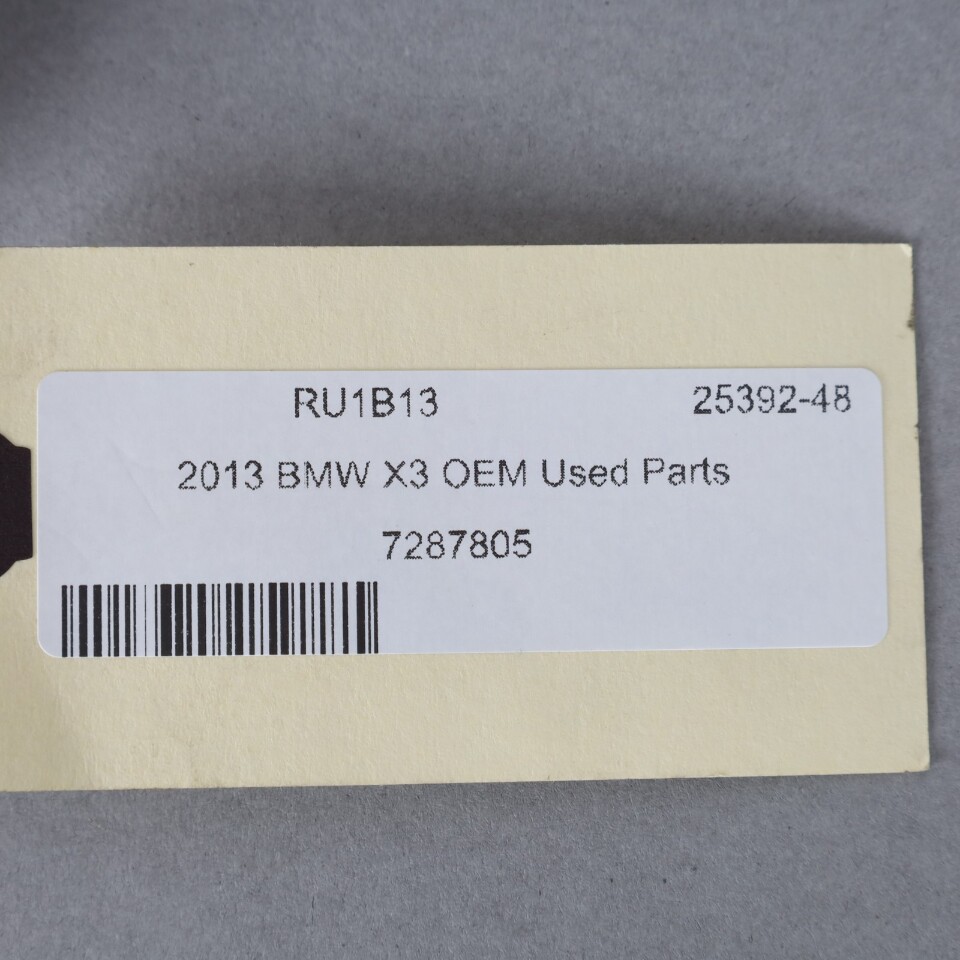 RU1B13 25392-48
2013 BMW X3 OEM Used Parts
7287805